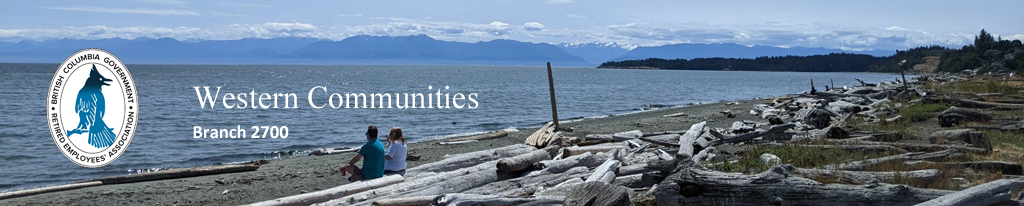 BRITISH COLUMBIA GOVERNMENT
• RETIRED EMPLOYEES' ASSOCIATION •
Western Communities
Branch 2700